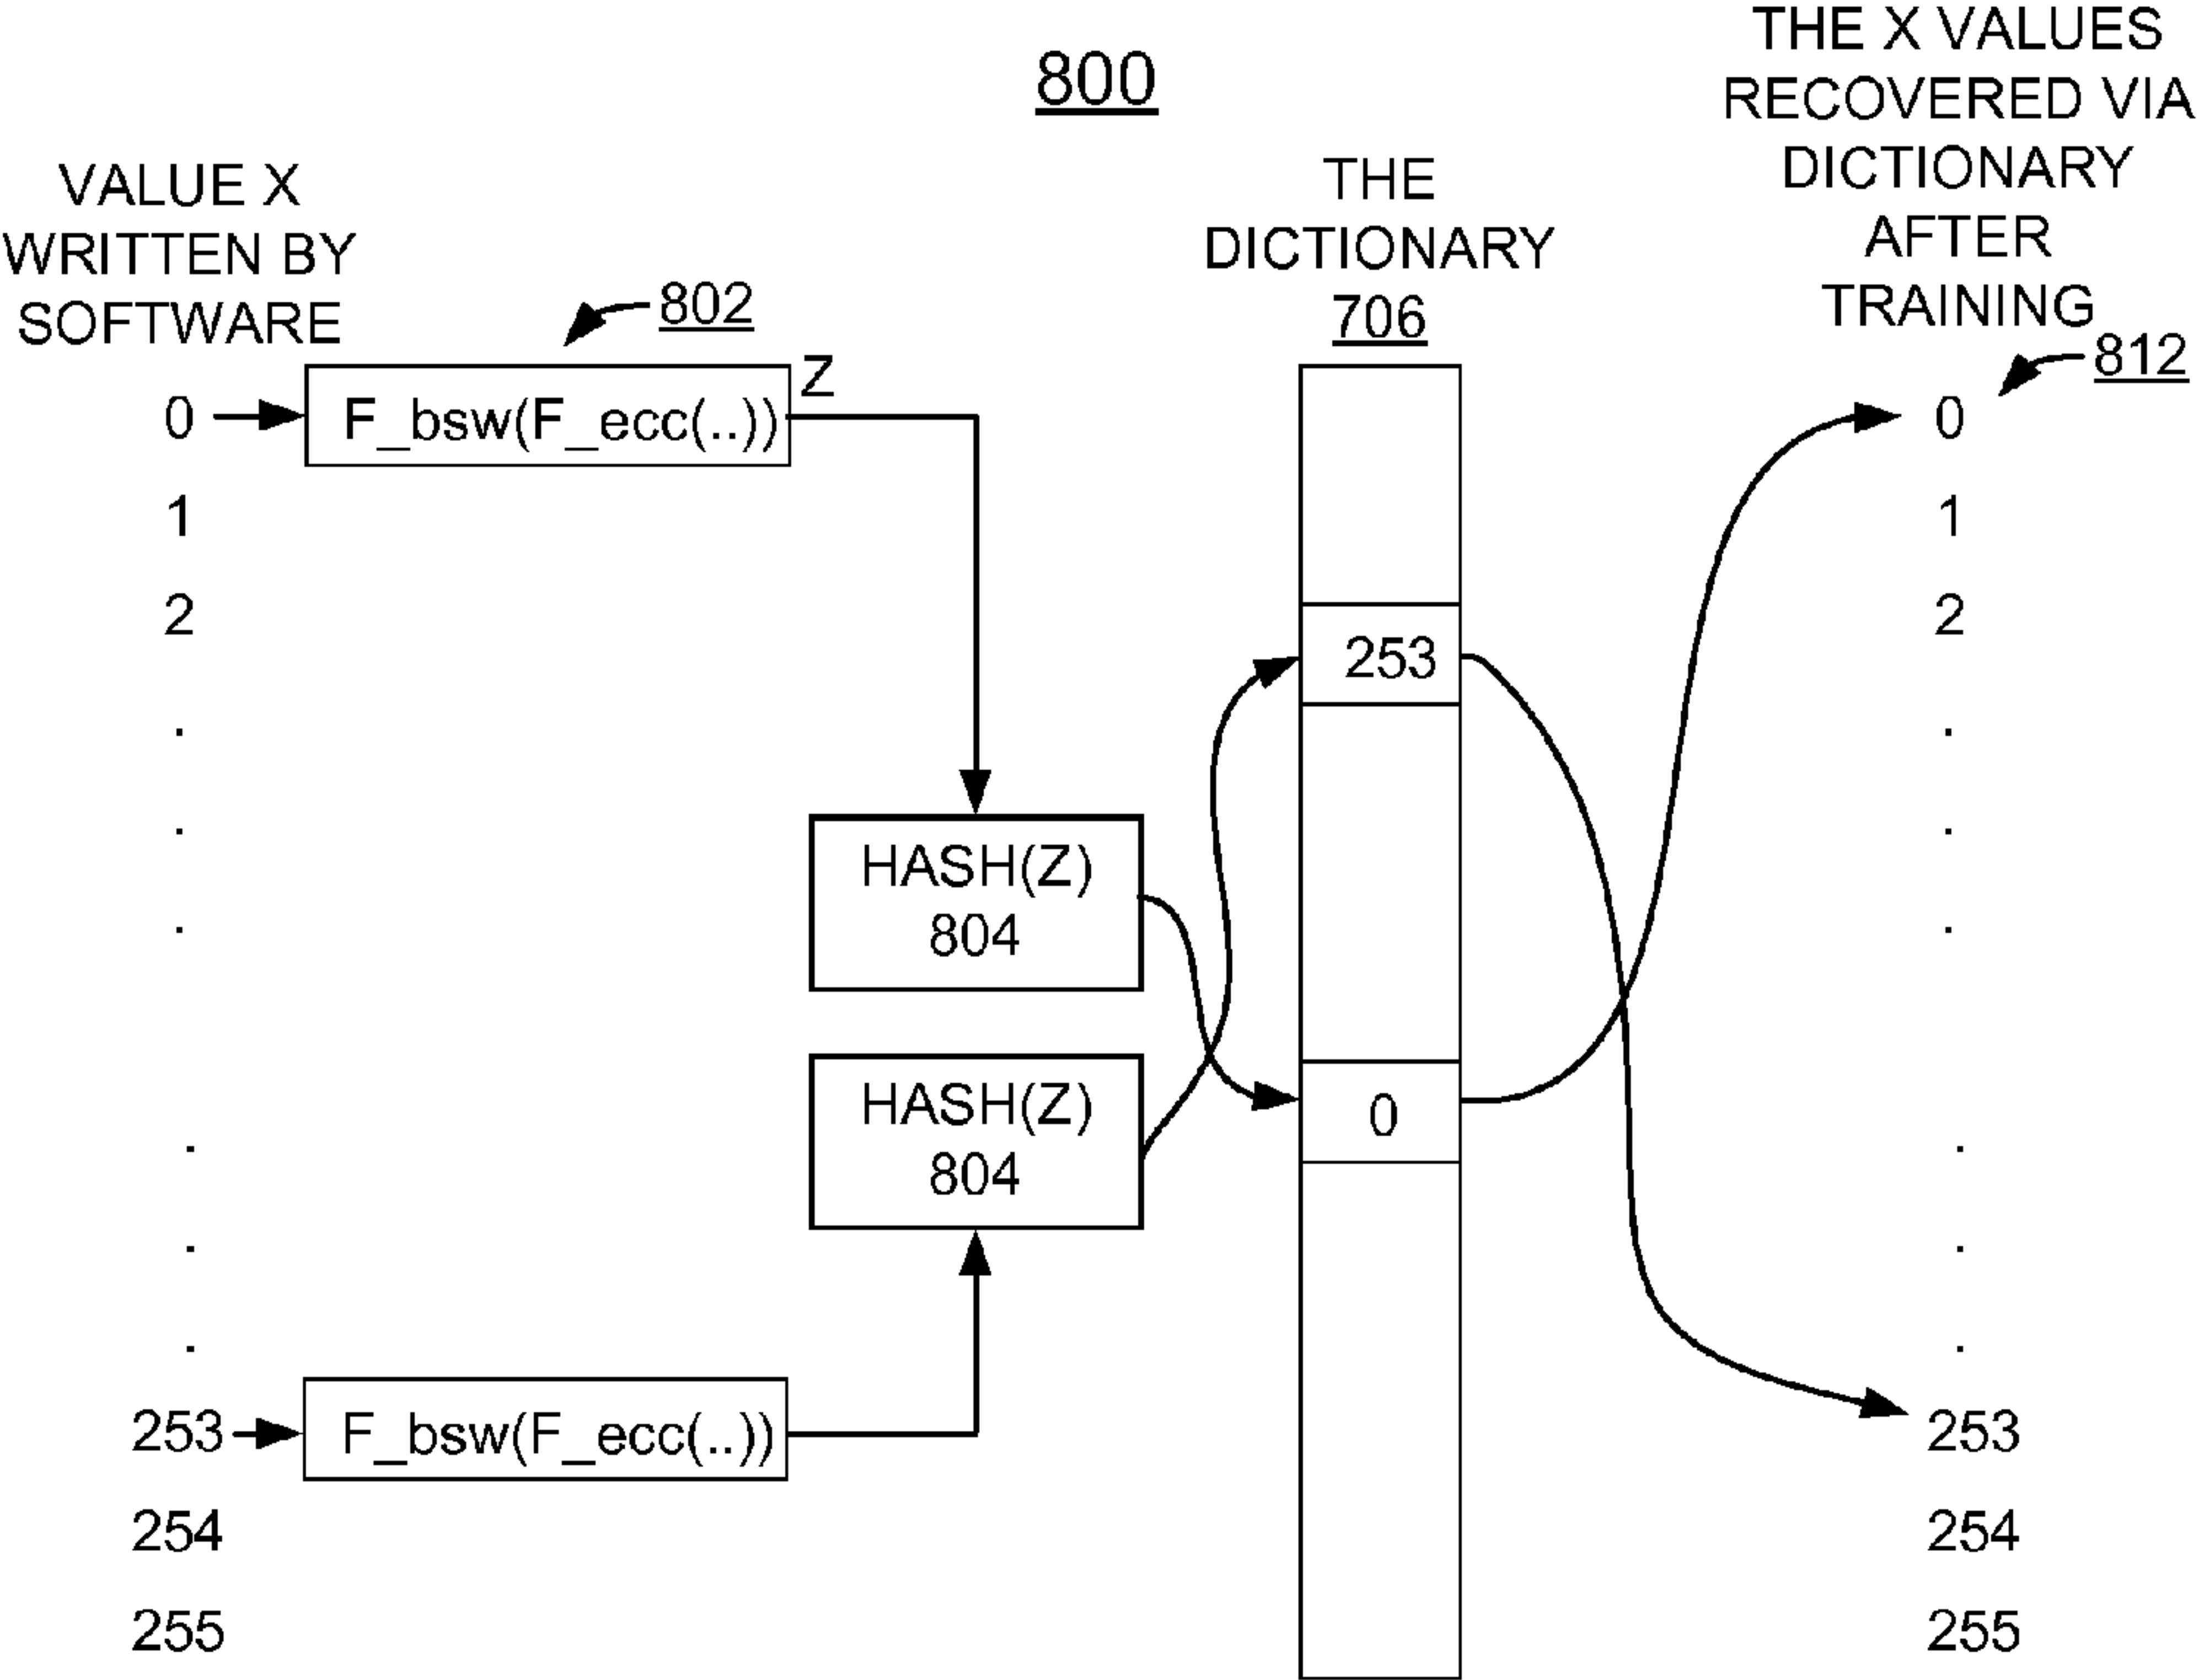 800
VALUE X
WRITTEN BY
SOFTWARE
802
THE
DICTIONARY
706
THE X VALUES
RECOVERED VIA
DICTIONARY
AFTER
TRAINING
812
0
F_bsw(F_ecc(..))
Z
0
1
1
2
2
253
.
.
.
.
.
.
HASH(Z)
804
HASH(Z)
804
0
.
.
.
.
.
.
253
F_bsw(F_ecc(..))
253
254
254
255
255